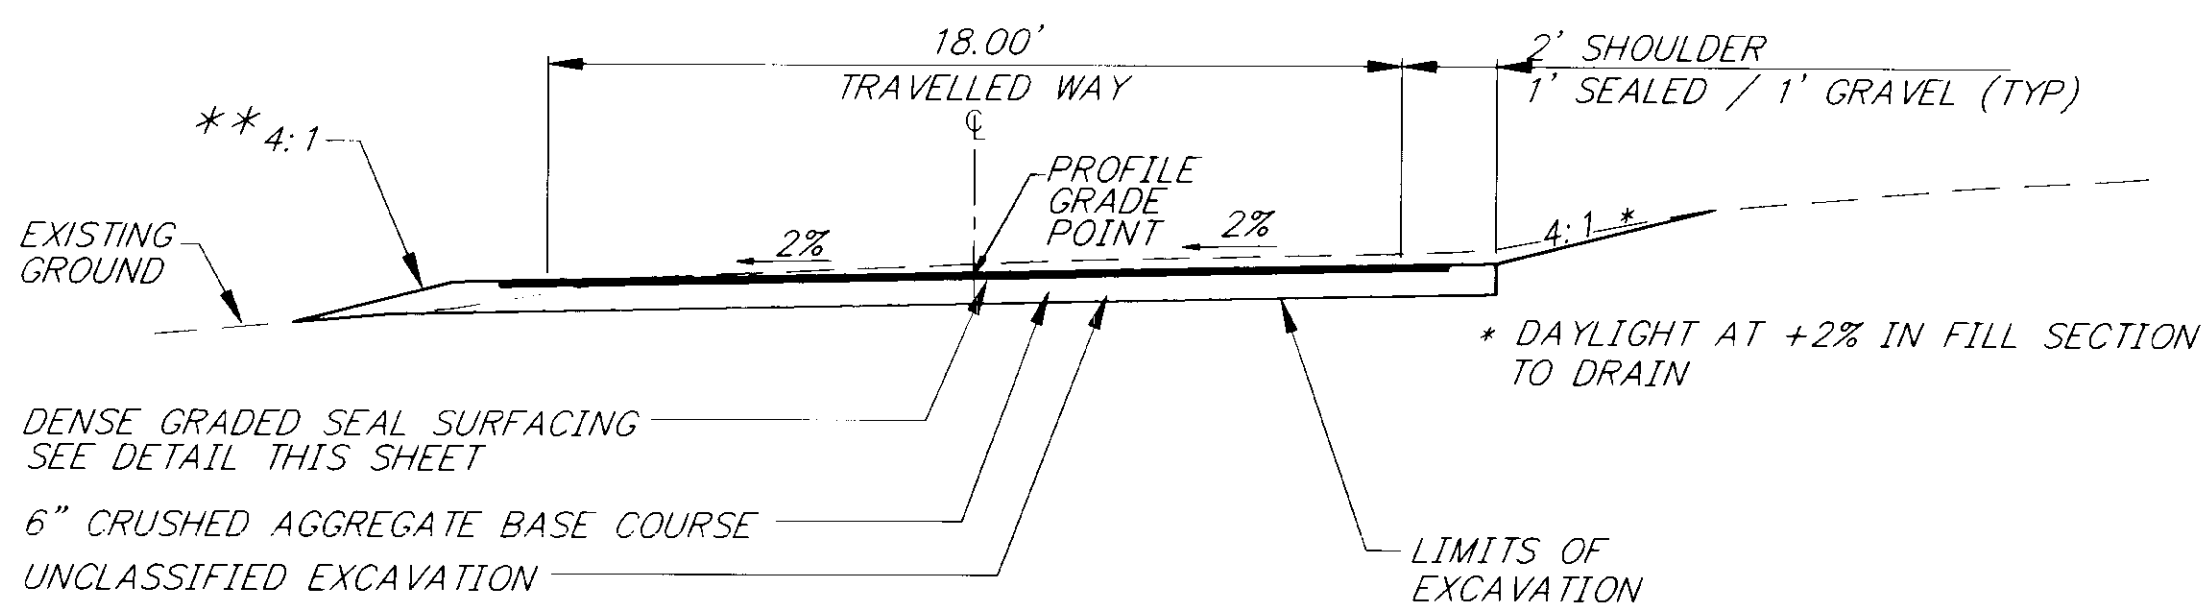 18.00'
TRAVELLED WAY
℄
2' SHOULDER
1' SEALED / 1' GRAVEL (TYP)
** 4:1
PROFILE
GRADE
POINT
2%
2%
4:1 *
EXISTING
GROUND
* DAYLIGHT AT +2% IN FILL SECTION
TO DRAIN
DENSE GRADED SEAL SURFACING
SEE DETAIL THIS SHEET
6" CRUSHED AGGREGATE BASE COURSE
UNCLASSIFIED EXCAVATION
LIMITS OF
EXCAVATION